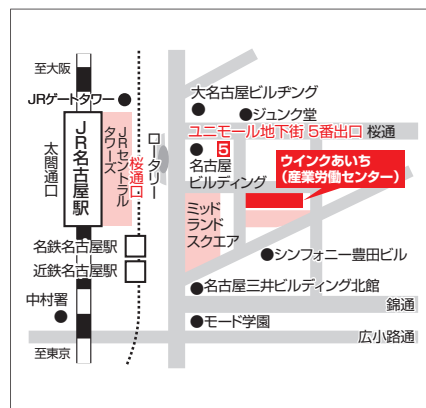 至大阪
JRゲートタワー
JR名古屋駅
太閤通口
JRセントラル
タワーズ
桜通口
ロータリー
大名古屋ビルヂング
ジュンク堂
ユニモール地下街 5番出口
桜通
5
名古屋
ビルディング
ウインクあいち
(産業労働センター)
ミッド
ランド
スクエア
名鉄名古屋駅
近鉄名古屋駅
シンフォニー豊田ビル
名古屋三井ビルディング北館
錦通
中村署
モード学園
広小路通
至東京